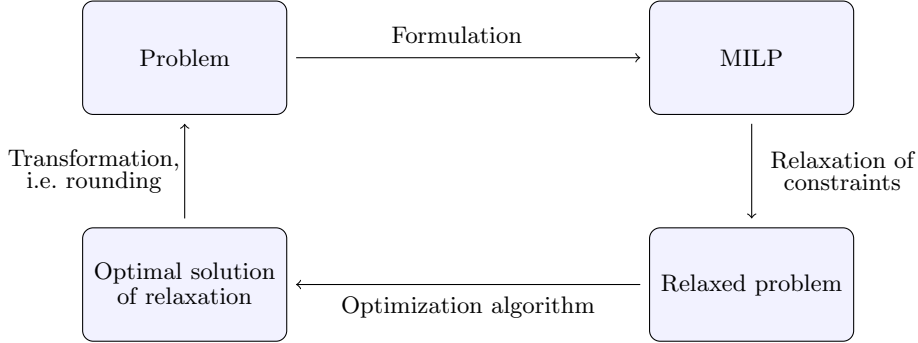 Problem
Formulation
MILP
Transformation,
i.e. rounding
Relaxation of
constraints
Optimal solution
of relaxation
Optimization algorithm
Relaxed problem